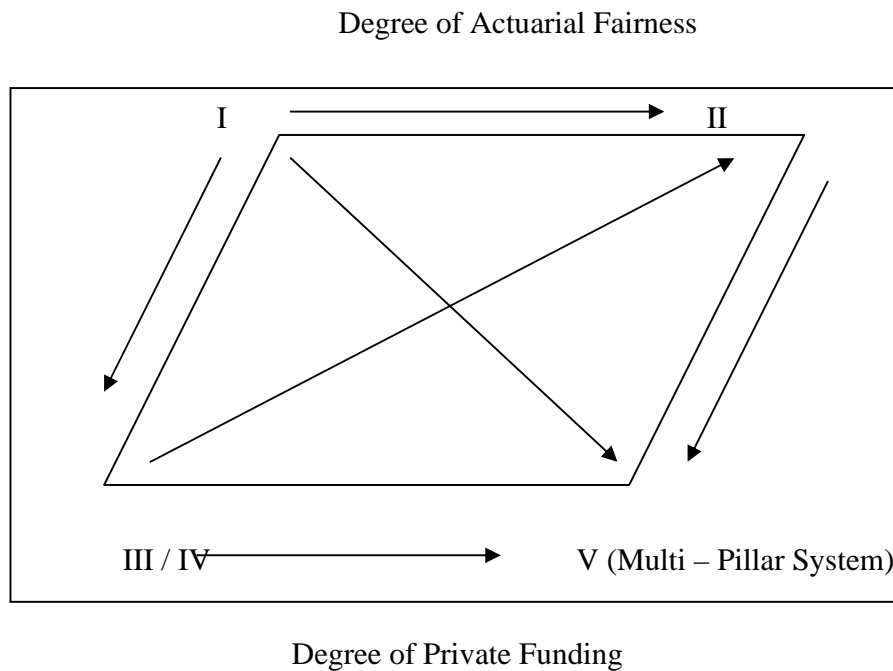 Degree of Actuarial Fairness
I II
III / IV V (Multi – Pillar System)
Degree of Private Funding